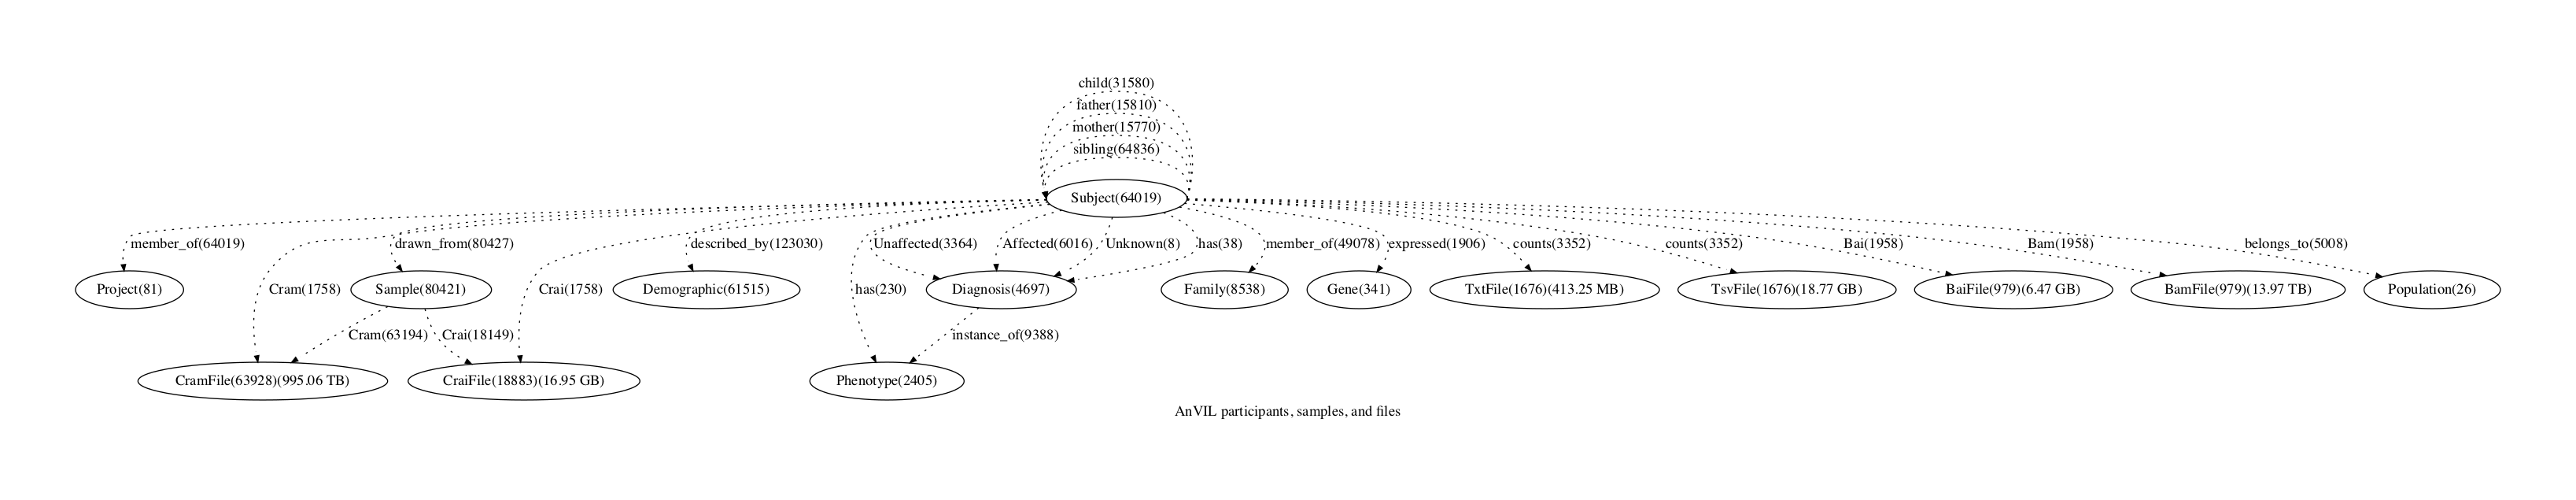 child(31580)
father(15810)
mother(15770)
sibling(64836)
Subject(64019)
member_of(64019)
drawn_from(80427)
described_by(123030)
Unaffected(3364)
Affected(6016)
Unknown(8)
has(38)
member_of(49078)
expressed(1906)
counts(3352)
counts(3352)
Bai(1958)
Bam(1958)
belongs_to(5008)
Project(81)
Cram(1758)
Sample(80421)
Crai(1758)
Demographic(61515)
has(230)
Diagnosis(4697)
Family(8538)
Gene(341)
TxtFile(1676)(413.25 MB)
TsvFile(1676)(18.77 GB)
BaiFile(979)(6.47 GB)
BamFile(979)(13.97 TB)
Population(26)
Cram(63194)
Crai(18149)
instance_of(9388)
CramFile(63928)(995.06 TB)
CraiFile(18883)(16.95 GB)
Phenotype(2405)
AnVIL participants, samples, and files